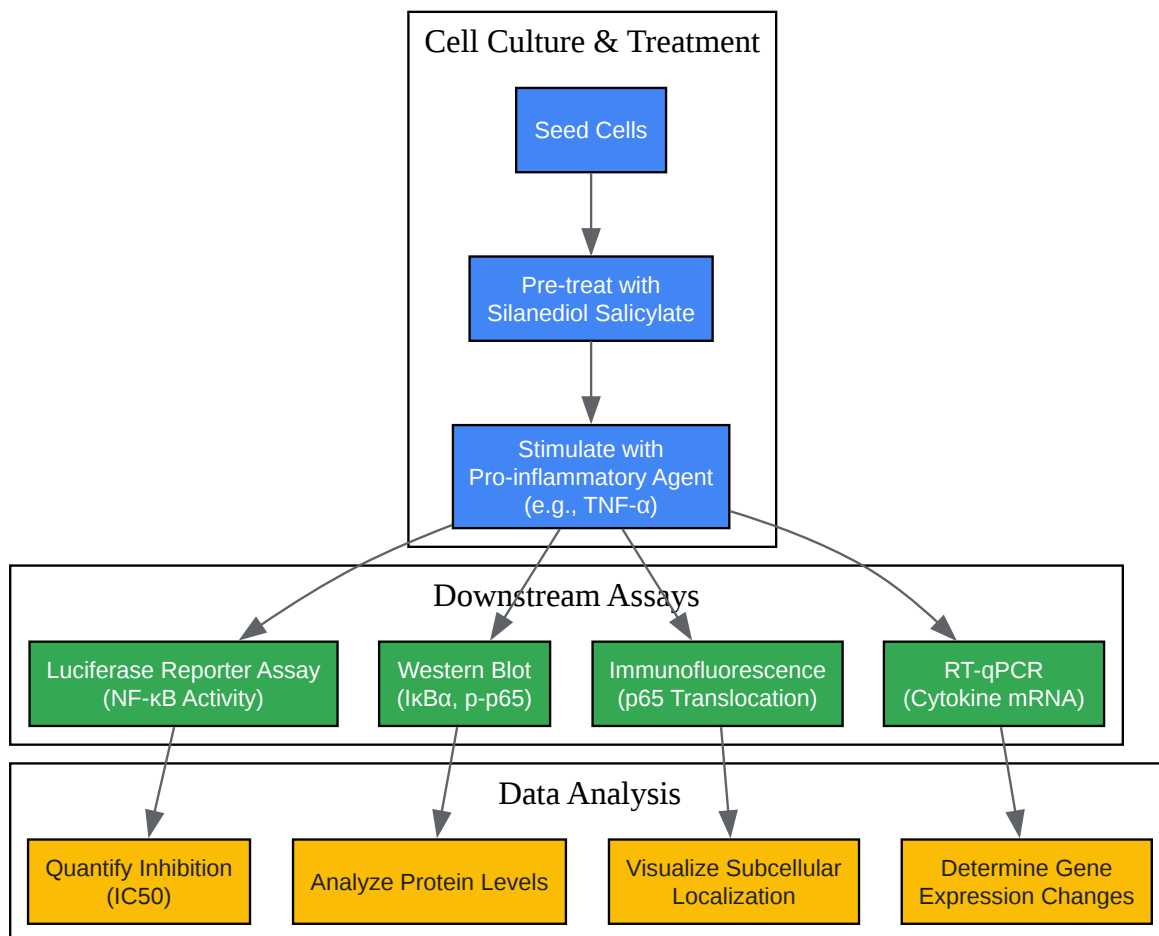 Cell Culture & Treatment
Seed Cells
Pre-treat with
Silanediol Salicylate
Stimulate with
Pro-inflammatory Agent
(e.g., TNF-α)
Downstream Assays
Luciferase Reporter Assay
(NF-κB Activity)
Western Blot
(IκBα, p-p65)
Immunofluorescence
(p65 Translocation)
RT-qPCR
(Cytokine mRNA)
Data Analysis
Quantify Inhibition
(IC50)
Analyze Protein Levels
Visualize Subcellular
Localization
Determine Gene
Expression Changes